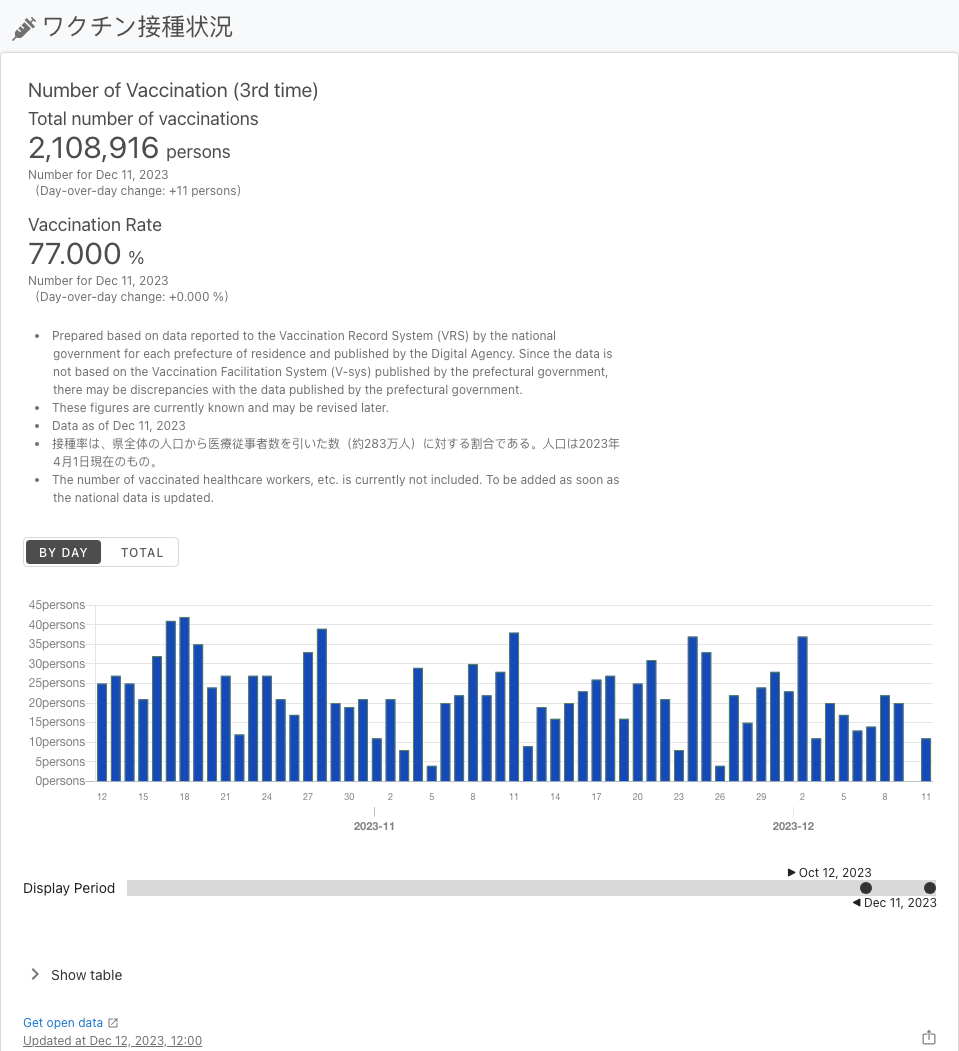 ワクチン接種状況
Number of Vaccination (3rd time)
Total number of vaccinations
2,108,916 persons
Number for Dec 11, 2023
(Day-over-day change: +11 persons)
Vaccination Rate
77.000 %
Number for Dec 11, 2023
(Day-over-day change: +0.000 %)
• Prepared based on data reported to the Vaccination Record System (VRS) by the national
government for each prefecture of residence and published by the Digital Agency. Since the data is
not based on the Vaccination Facilitation System (V-sys) published by the prefectural government,
there may be discrepancies with the data published by the prefectural government.
• These figures are currently known and may be revised later.
• Data as of Dec 11, 2023
• 接種率は、県全体の人口から医療従事者数を引いた数（約283万人）に対する割合である。人口は2023年
4月1日現在のもの。
• The number of vaccinated healthcare workers, etc. is currently not included. To be added as soon as
the national data is updated.
BY DAY TOTAL
45persons
40persons
35persons
30persons
25persons
20persons
15persons
10persons
5persons
0persons
12 15 18 21 24 27 30 2 5 8 11 14 17 20 23 26 29 2 5 8 11
2023-11 2023-12
▶ Oct 12, 2023
Display Period
◀ Dec 11, 2023
Show table
Get open data
Updated at Dec 12, 2023, 12:00